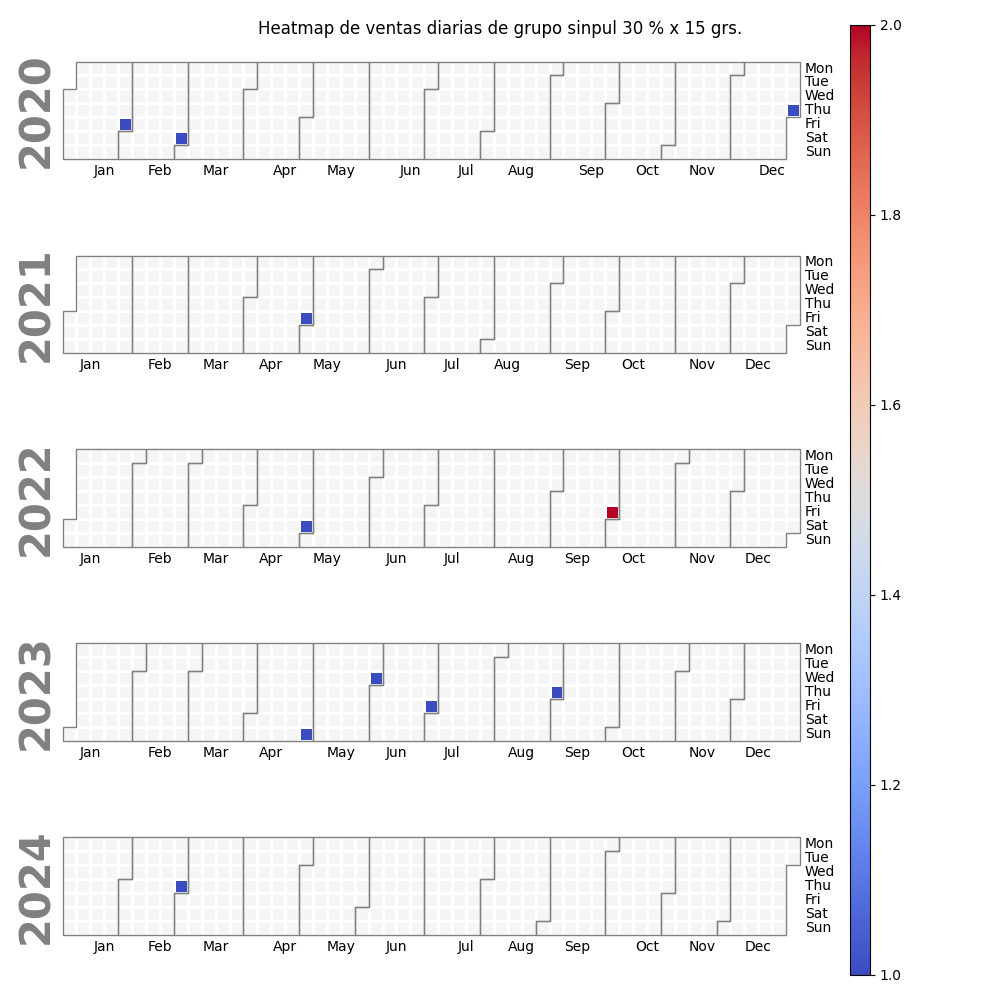 Heatmap de ventas diarias de grupo sinpul 30 % x 15 grs.
2020
Mon
Tue
Wed
Thu
Fri
Sat
Sun
Jan Feb Mar Apr May Jun Jul Aug Sep Oct Nov Dec
2021
Mon
Tue
Wed
Thu
Fri
Sat
Sun
Jan Feb Mar Apr May Jun Jul Aug Sep Oct Nov Dec
2022
Mon
Tue
Wed
Thu
Fri
Sat
Sun
Jan Feb Mar Apr May Jun Jul Aug Sep Oct Nov Dec
2023
Mon
Tue
Wed
Thu
Fri
Sat
Sun
Jan Feb Mar Apr May Jun Jul Aug Sep Oct Nov Dec
2024
Mon
Tue
Wed
Thu
Fri
Sat
Sun
Jan Feb Mar Apr May Jun Jul Aug Sep Oct Nov Dec
2.0
1.8
1.6
1.4
1.2
1.0